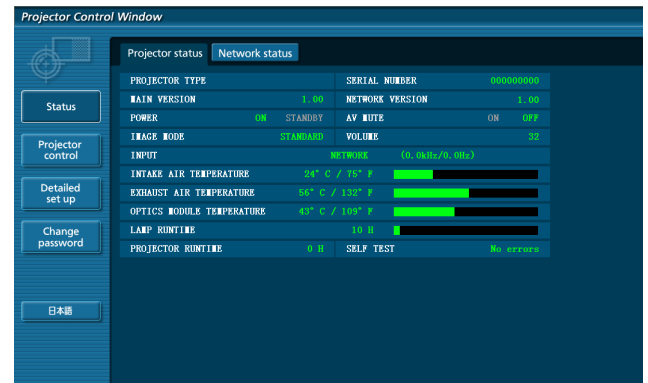 Projector Control Window
Projector status Network status
PROJECTOR TYPE SERIAL NUMBER 000000000
MAIN VERSION 1.00 NETWORK VERSION 1.00
POWER ON STANDBY AV MUTE ON OFF
IMAGE MODE STANDARD VOLUME 32
INPUT NETWORK (0.0kHz/0.0Hz)
INTAKE AIR TEMPERATURE 24° C / 75° F
EXHAUST AIR TEMPERATURE 56° C / 132° F
OPTICS MODULE TEMPERATURE 43° C / 109° F
LAMP RUNTIME 10 H
PROJECTOR RUNTIME 0 H SELF TEST No errors
Status
Projector
control
Detailed
set up
Change
password
日本語